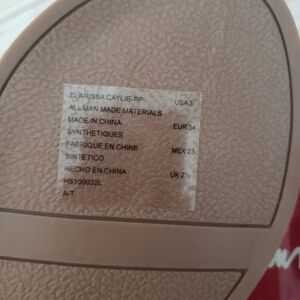 CLARISSA CAYLIE-PP USA 3
ALL MAN MADE MATERIALS
MADE IN CHINA EUR 34
SYNTHETIQUES
FABRIQUE EN CHINE MEX 23
SINTETICO
HECHO EN CHINA UK 2½
HS100032L
A-T